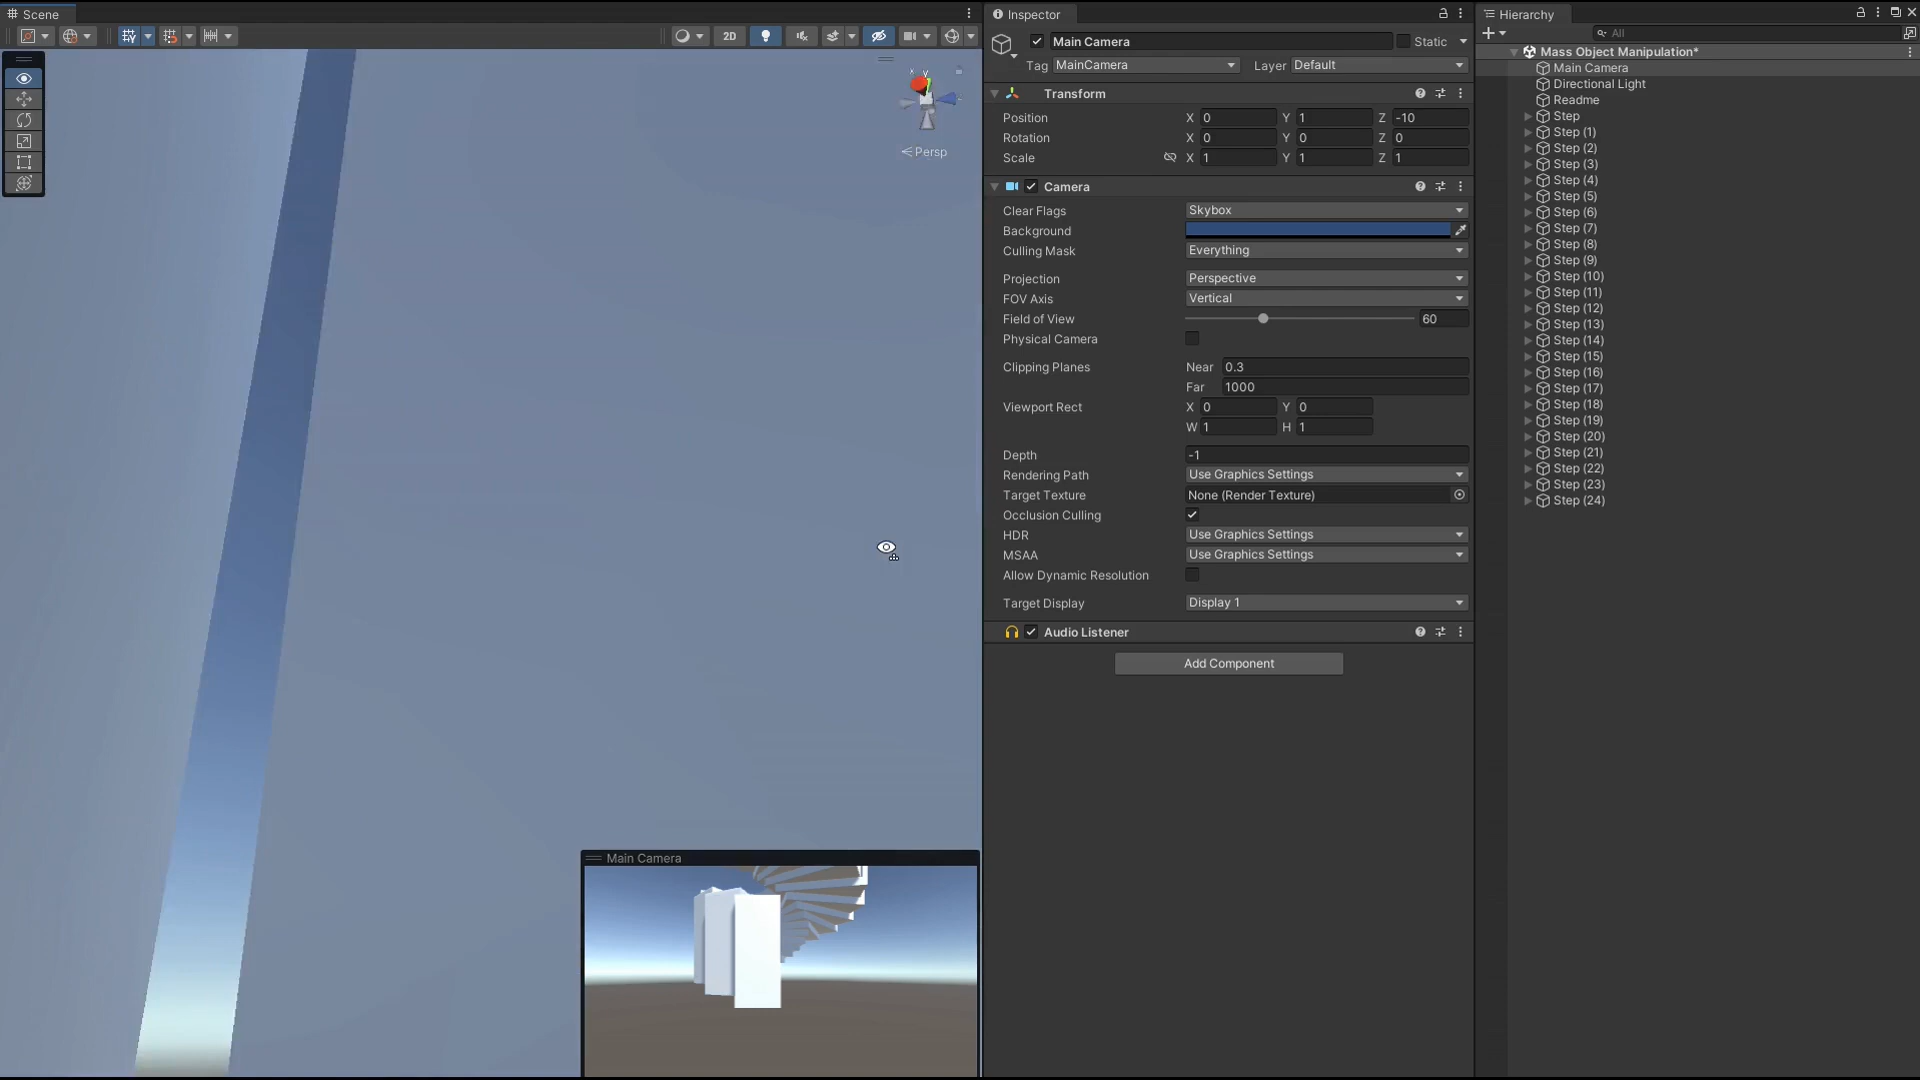 Scene
Inspector
Hierarchy
2D
Main Camera
Static
All
Tag MainCamera Layer Default
Mass Object Manipulation*
Main Camera
Directional Light
Readme
Step
Step (1)
Step (2)
Step (3)
Step (4)
Step (5)
Step (6)
Step (7)
Step (8)
Step (9)
Step (10)
Step (11)
Step (12)
Step (13)
Step (14)
Step (15)
Step (16)
Step (17)
Step (18)
Step (19)
Step (20)
Step (21)
Step (22)
Step (23)
Step (24)
x y
Persp
Transform
Position X 0 Y 1 Z -10
Rotation X 0 Y 0 Z 0
Scale X 1 Y 1 Z 1
Camera
Clear Flags Skybox
Background
Culling Mask Everything
Projection Perspective
FOV Axis Vertical
Field of View 60
Physical Camera
Clipping Planes Near 0.3
Far 1000
Viewport Rect X 0 Y 0
W 1 H 1
Depth -1
Rendering Path Use Graphics Settings
Target Texture None (Render Texture)
Occlusion Culling
HDR Use Graphics Settings
MSAA Use Graphics Settings
Allow Dynamic Resolution
Target Display Display 1
Audio Listener
Add Component
Main Camera